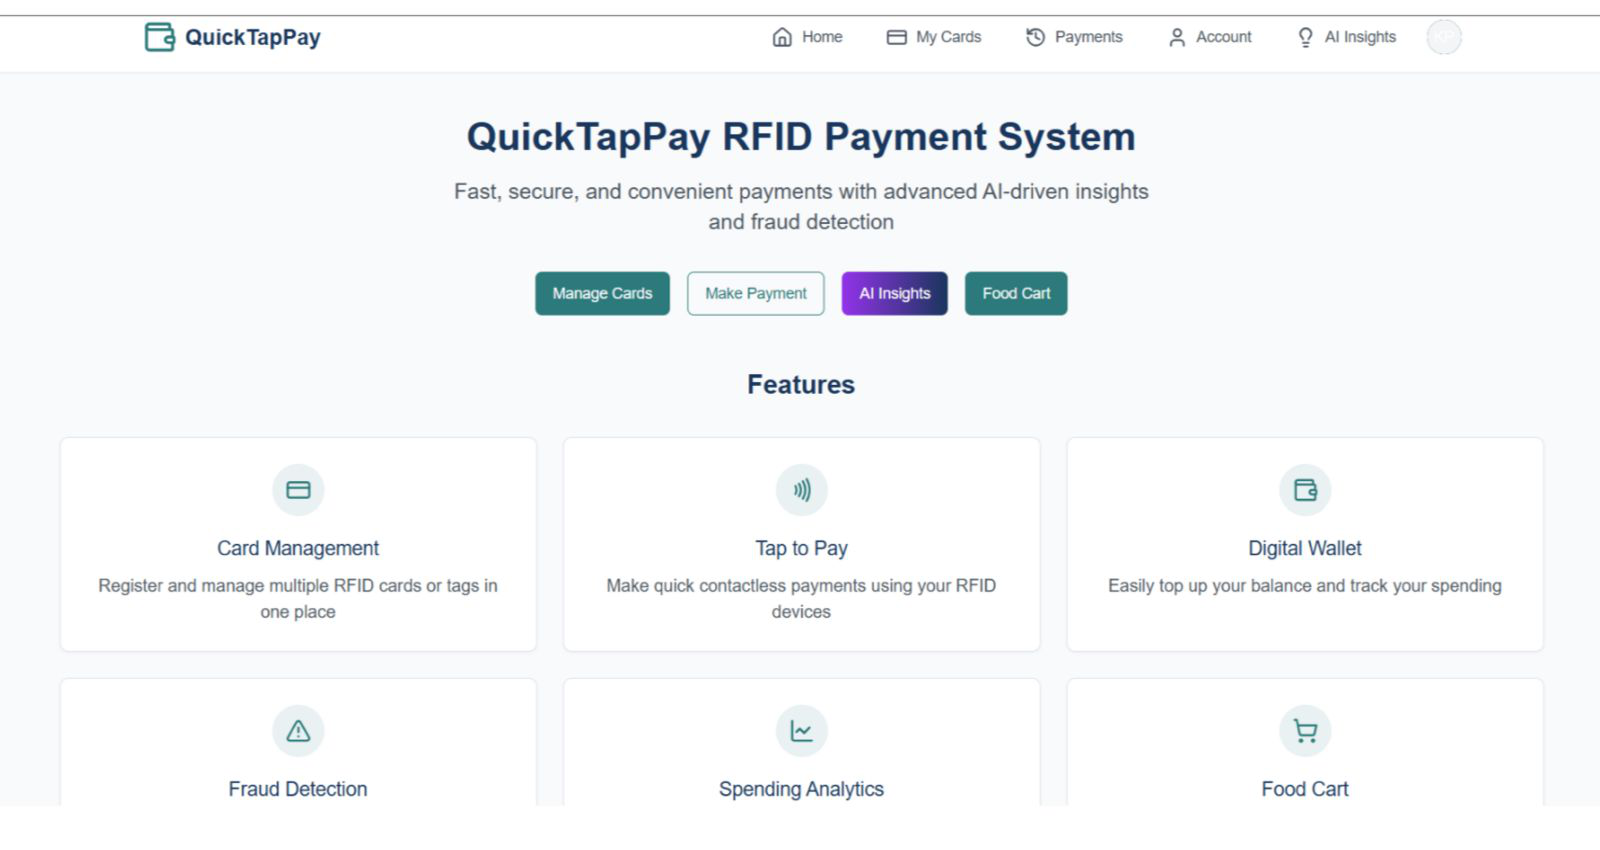 QuickTapPay
Home
My Cards
Payments
Account
AI Insights
KP
QuickTapPay RFID Payment System
Fast, secure, and convenient payments with advanced AI-driven insights
and fraud detection
Manage Cards
Make Payment
AI Insights
Food Cart
Features
Card Management
Register and manage multiple RFID cards or tags in
one place
Tap to Pay
Make quick contactless payments using your RFID
devices
Digital Wallet
Easily top up your balance and track your spending
Fraud Detection
Spending Analytics
Food Cart